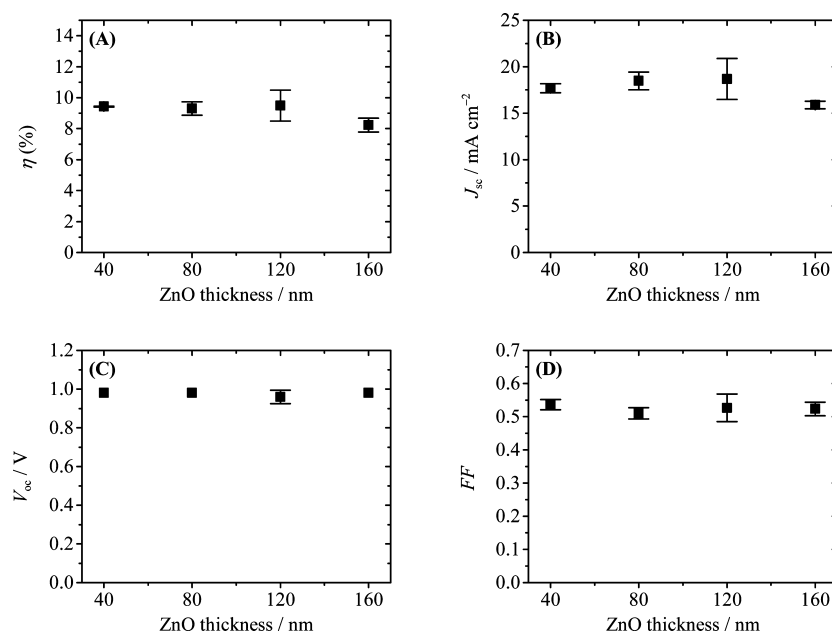 (A)
14
12
10
8
6
4
2
0
η (%)
40 80 120 160
ZnO thickness / nm
(B)
25
20
15
10
5
0
J_sc / mA cm⁻²
40 80 120 160
ZnO thickness / nm
(C)
1.2
1.0
0.8
0.6
0.4
0.2
0.0
V_oc / V
40 80 120 160
ZnO thickness / nm
(D)
0.7
0.6
0.5
0.4
0.3
0.2
0.1
0.0
FF
40 80 120 160
ZnO thickness / nm